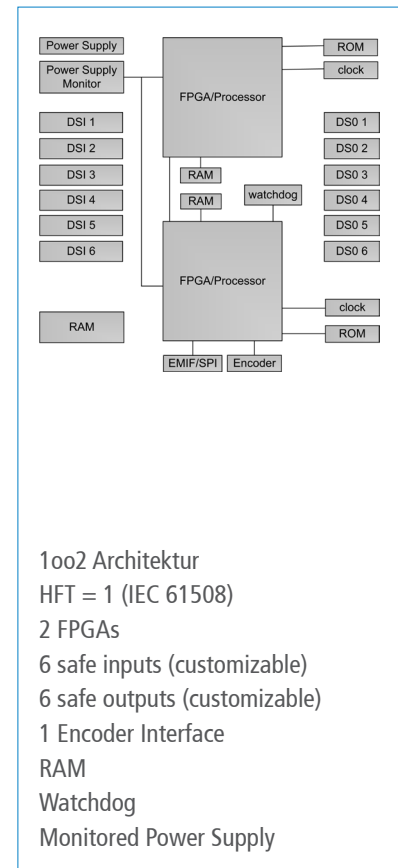 Power Supply
ROM
Power Supply
Monitor
clock
FPGA/Processor
DSI 1
DS0 1
DSI 2
DS0 2
DSI 3
RAM
DS0 3
DSI 4
RAM
watchdog
DS0 4
DSI 5
DS0 5
DSI 6
DS0 6
FPGA/Processor
clock
RAM
ROM
EMIF/SPI
Encoder
1oo2 Architektur
HFT = 1 (IEC 61508)
2 FPGAs
6 safe inputs (customizable)
6 safe outputs (customizable)
1 Encoder Interface
RAM
Watchdog
Monitored Power Supply